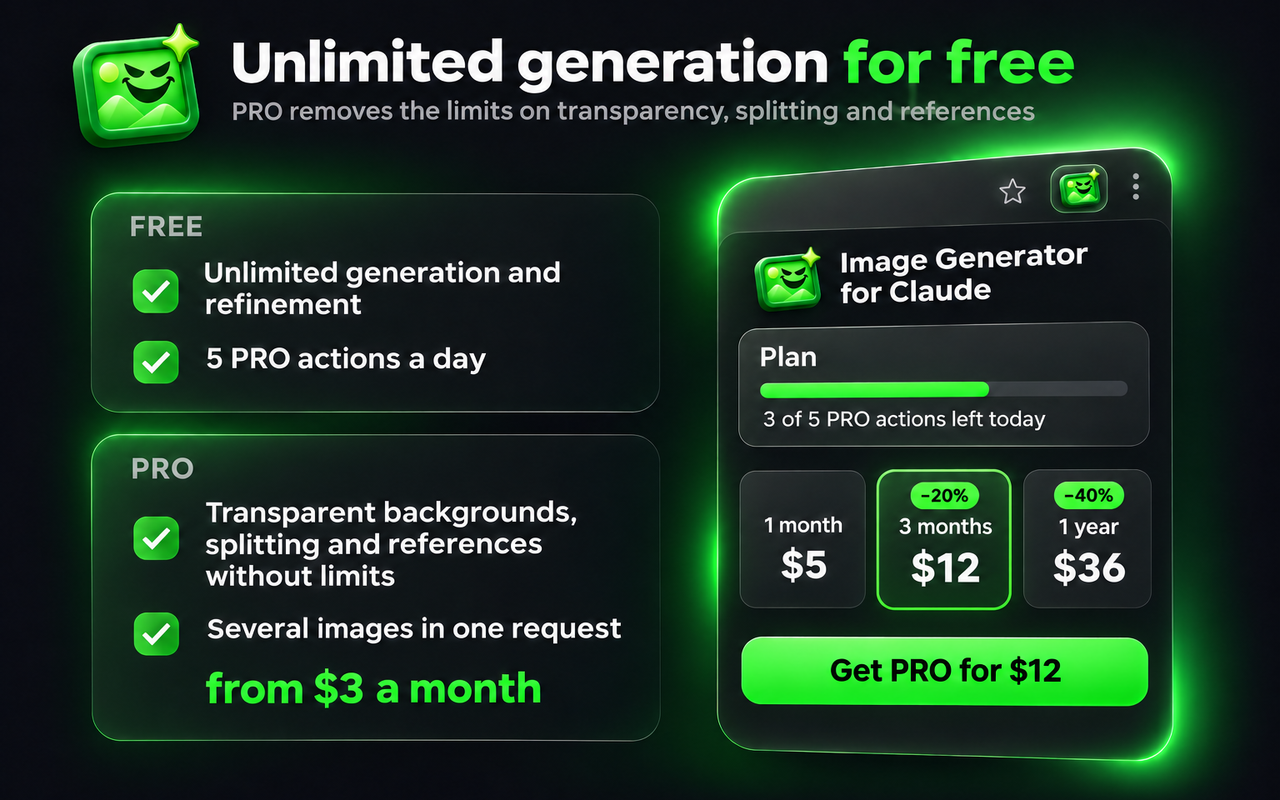 Unlimited generation for free
PRO removes the limits on transparency, splitting and references
FREE
Unlimited generation and
refinement
5 PRO actions a day
PRO
Transparent backgrounds,
splitting and references
without limits
Several images in one request
from $3 a month
Image Generator
for Claude
Plan
3 of 5 PRO actions left today
1 month
$5
−20%
3 months
$12
−40%
1 year
$36
Get PRO for $12